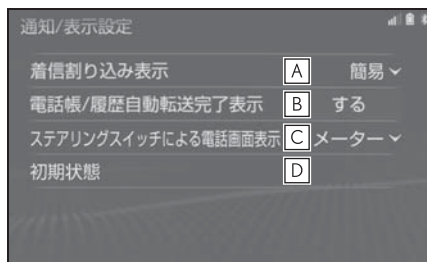 通知/表示設定
着信割り込み表示 A 簡易
電話帳/履歴自動転送完了表示 B する
ステアリングスイッチによる電話画面表示 C メーター
初期状態 D